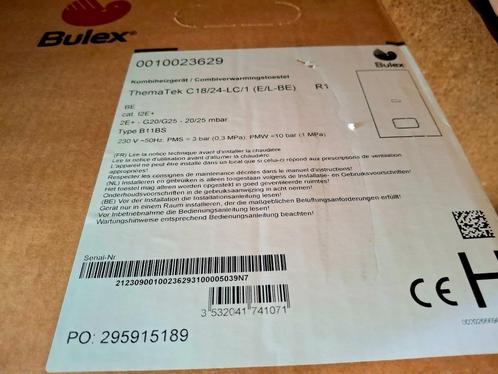 Bulex®
0010023629
Bulex
Kombiheizgerät / Combiverwarmingstoestel
ThemaTek C18/24-LC/1 (E/L-BE) R1
BE
cat. I2E+
2E+ - G20/G25 - 20/25 mbar
Type B11BS
230 V ~50Hz. PMS = 3 bar (0,3 MPa), PMW =10 bar (1 MPa)
(FR) Lire la notice technique avant d'installer la chaudière
Lire la notice d'utilisation avant d'allumer la chaudière.
L'appareil ne peut être installé dans un local que si celui-ci répond aux prescriptions de ventilation appropriées.
Respecter les consignes de maintenance décrites dans le manuel d'instructions!
(NL) Installeren en gebruiken is alleen toegestaan volgens de Installatie- en Gebruiksvoorschriften
Het toestel mag alleen worden opgesteld in goed geventileerde ruimtes!
Onderhoudsvoorschriften in de gebruiksaanwijzing in acht nemen!
(BE) Vor der Installation die Installationsanleitung lesen!
Gerät nur in einem Raum installieren, der die maßgeblichen Belüftungsanforderungen erfüllt!
Vor Inbetriebnahme die Bedienungsanleitung lesen!
Wartungshinweise entsprechend Bedienungsanleitung beachten!
Serial-Nr
21230900100236293100005039N7
3 532041 741071
CE
PO: 295915189